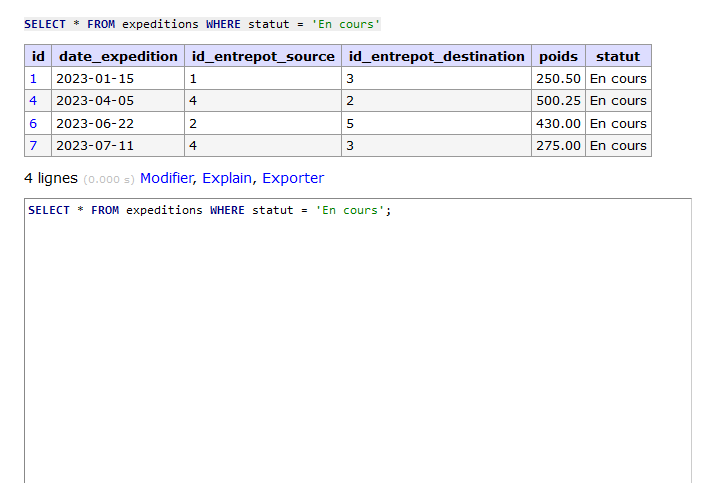 SELECT * FROM expeditions WHERE statut = 'En cours'
id date_expedition id_entrepot_source id_entrepot_destination poids statut
1 2023-01-15 1 3 250.50 En cours
4 2023-04-05 4 2 500.25 En cours
6 2023-06-22 2 5 430.00 En cours
7 2023-07-11 4 3 275.00 En cours
4 lignes (0.000 s) Modifier, Explain, Exporter
SELECT * FROM expeditions WHERE statut = 'En cours';